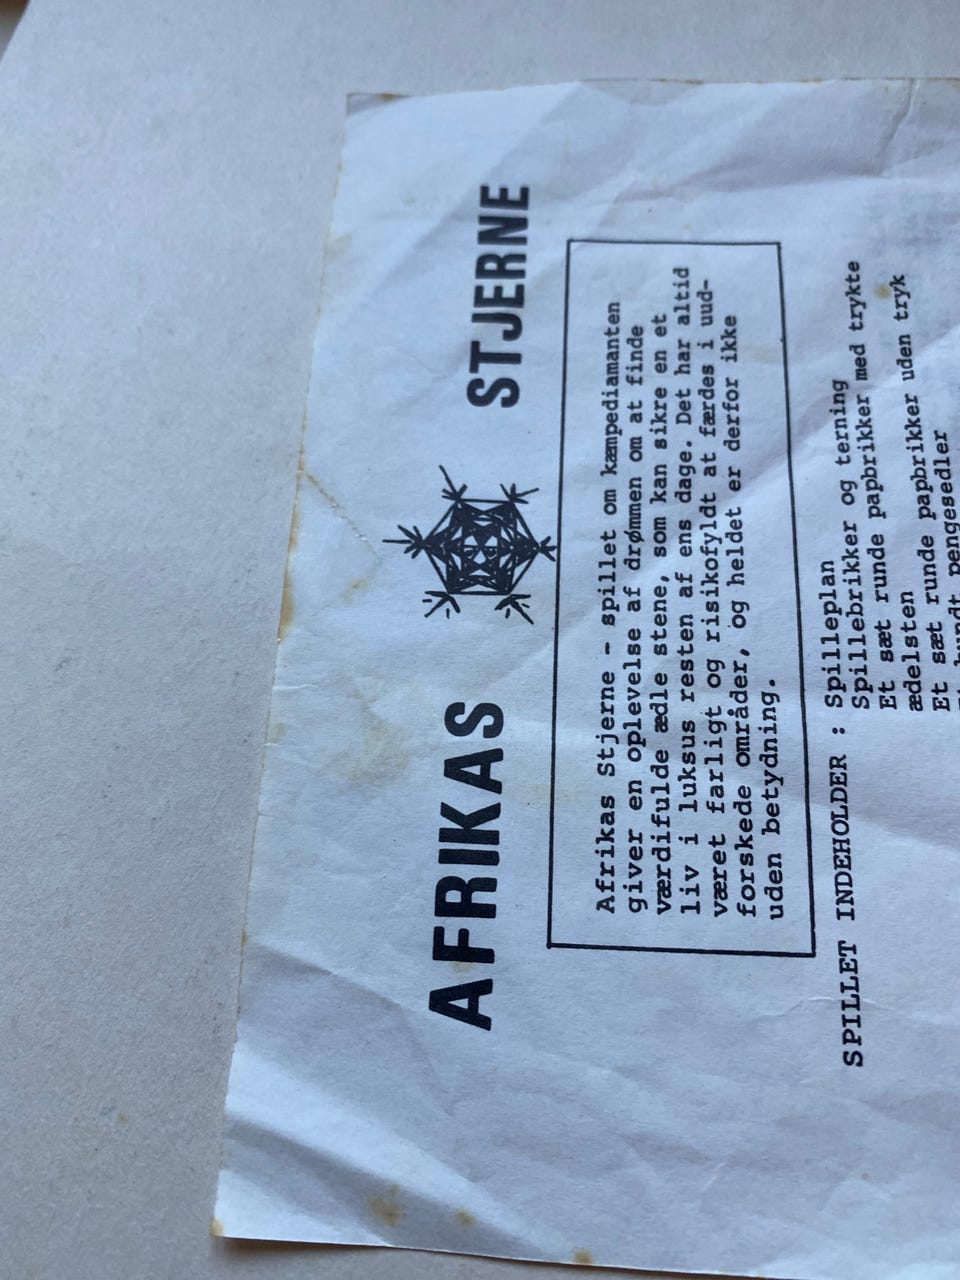 AFRIKAS STJERNE
Afrikas Stjerne - spillet om kæmpediamanten
giver en oplevelse af drømmen om at finde
værdifulde ædle stene, som kan sikre en et
liv i luksus resten af ens dage. Det har altid
været farligt og risikofyldt at færdes i uud-
forskede områder, og heldet er derfor ikke
uden betydning.
SPILLET INDEHOLDER : Spilleplan
Spillebrikker og terning
Et sæt runde papbrikker med trykte
ædelsten
Et sæt runde papbrikker uden tryk
Et bundt pengesedler